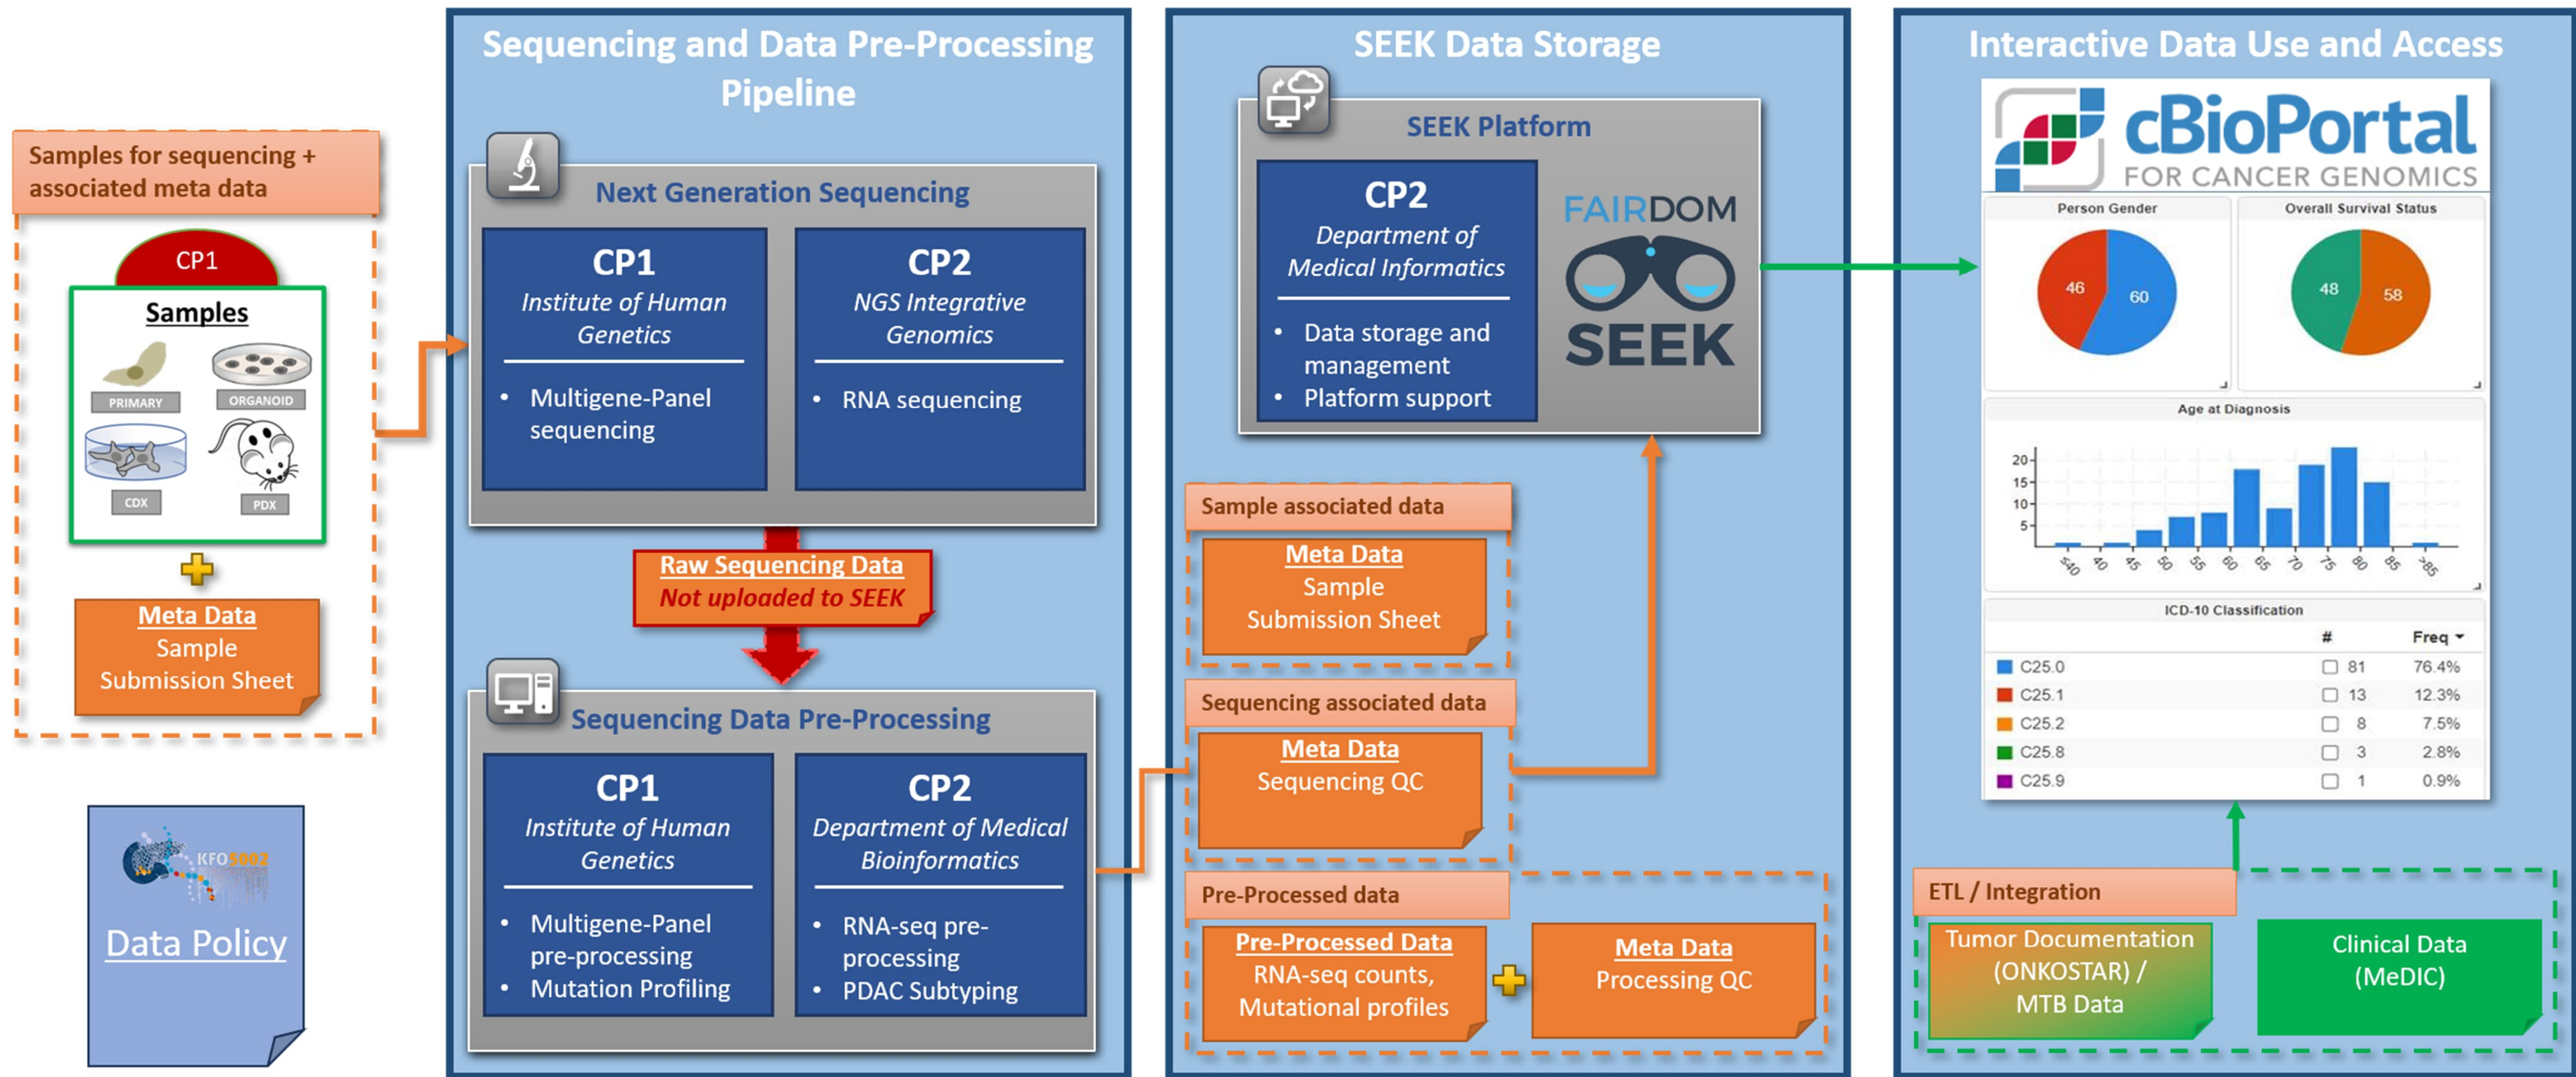 Samples for sequencing +
associated meta data
CP1
Samples
PRIMARY
ORGANOID
CDX
PDX
Meta Data
Sample
Submission Sheet
KFO5002
Data Policy
Sequencing and Data Pre-Processing
Pipeline
Next Generation Sequencing
CP1
Institute of Human
Genetics
• Multigene-Panel
sequencing
CP2
NGS Integrative
Genomics
• RNA sequencing
Raw Sequencing Data
Not uploaded to SEEK
Sequencing Data Pre-Processing
CP1
Institute of Human
Genetics
• Multigene-Panel
pre-processing
• Mutation Profiling
CP2
Department of Medical
Bioinformatics
• RNA-seq pre-
processing
• PDAC Subtyping
SEEK Data Storage
SEEK Platform
CP2
Department of
Medical Informatics
• Data storage and
management
• Platform support
FAIRDOM
SEEK
Sample associated data
Meta Data
Sample
Submission Sheet
Sequencing associated data
Meta Data
Sequencing QC
Pre-Processed data
Pre-Processed Data
RNA-seq counts,
Mutational profiles
Meta Data
Processing QC
Interactive Data Use and Access
cBioPortal
FOR CANCER GENOMICS
Person Gender
46
60
Overall Survival Status
48
58
Age at Diagnosis
20
15
10
5
≤40
40
45
50
55
60
65
70
75
80
85
>85
ICD-10 Classification
# Freq
C25.0 81 76.4%
C25.1 13 12.3%
C25.2 8 7.5%
C25.8 3 2.8%
C25.9 1 0.9%
ETL / Integration
Tumor Documentation
(ONKOSTAR) /
MTB Data
Clinical Data
(MeDIC)